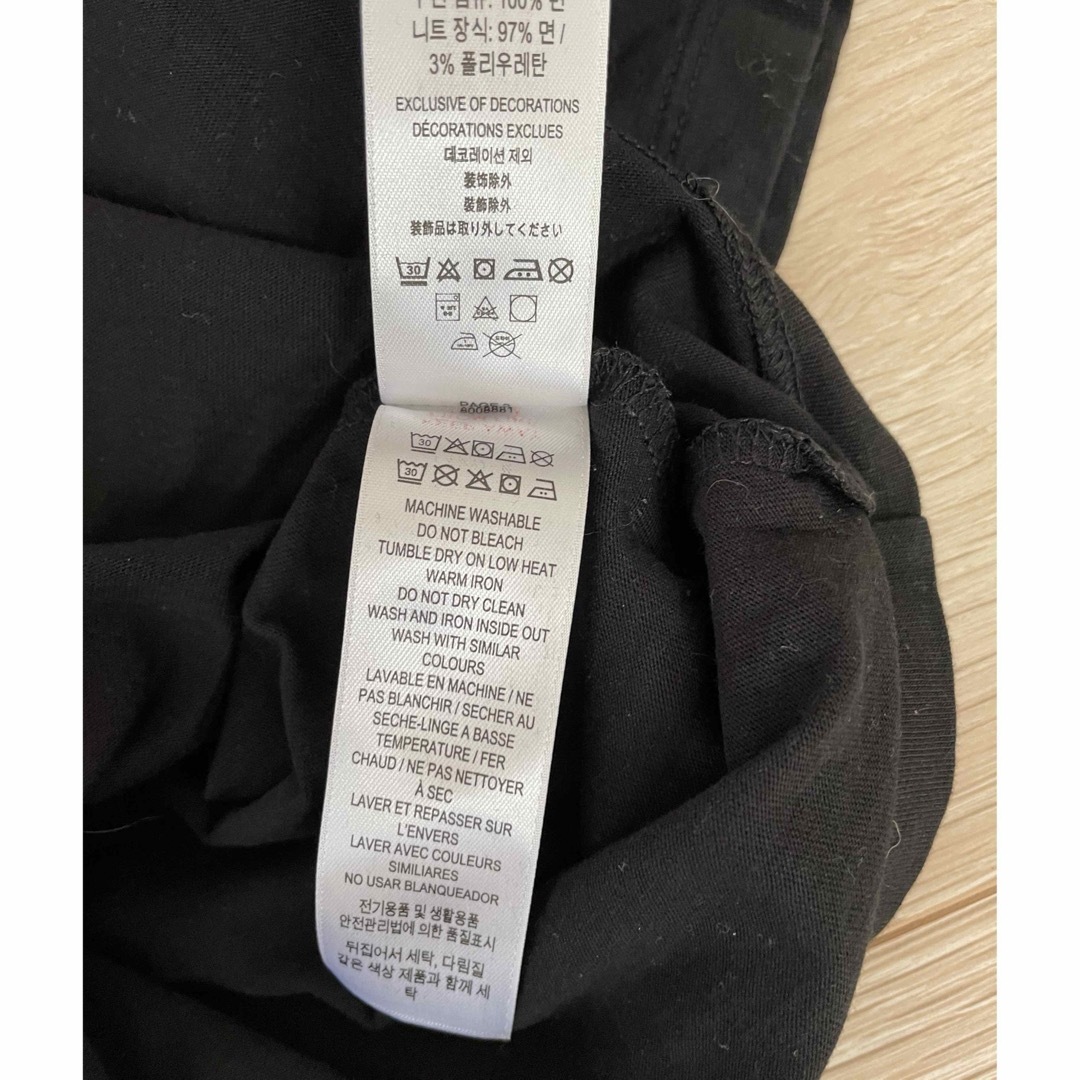 100% 면
니트 장식: 97% 면 /
3% 폴리우레탄
EXCLUSIVE OF DECORATIONS
DÉCORATIONS EXCLUES
데코레이션 제외
装饰除外
裝飾除外
装飾品は取り外してください
30
30
30
MACHINE WASHABLE
DO NOT BLEACH
TUMBLE DRY ON LOW HEAT
WARM IRON
DO NOT DRY CLEAN
WASH AND IRON INSIDE OUT
WASH WITH SIMILAR
COLOURS
LAVABLE EN MACHINE / NE
PAS BLANCHIR / SECHER AU
SECHE-LINGE A BASSE
TEMPERATURE / FER
CHAUD / NE PAS NETTOYER
À SEC
LAVER ET REPASSER SUR
L'ENVERS
LAVER AVEC COULEURS
SIMILIARES
NO USAR BLANQUEADOR
전기용품 및 생활용품
안전관리법에 의한 품질표시
뒤집어서 세탁, 다림질
같은 색상 제품과 함께 세
탁